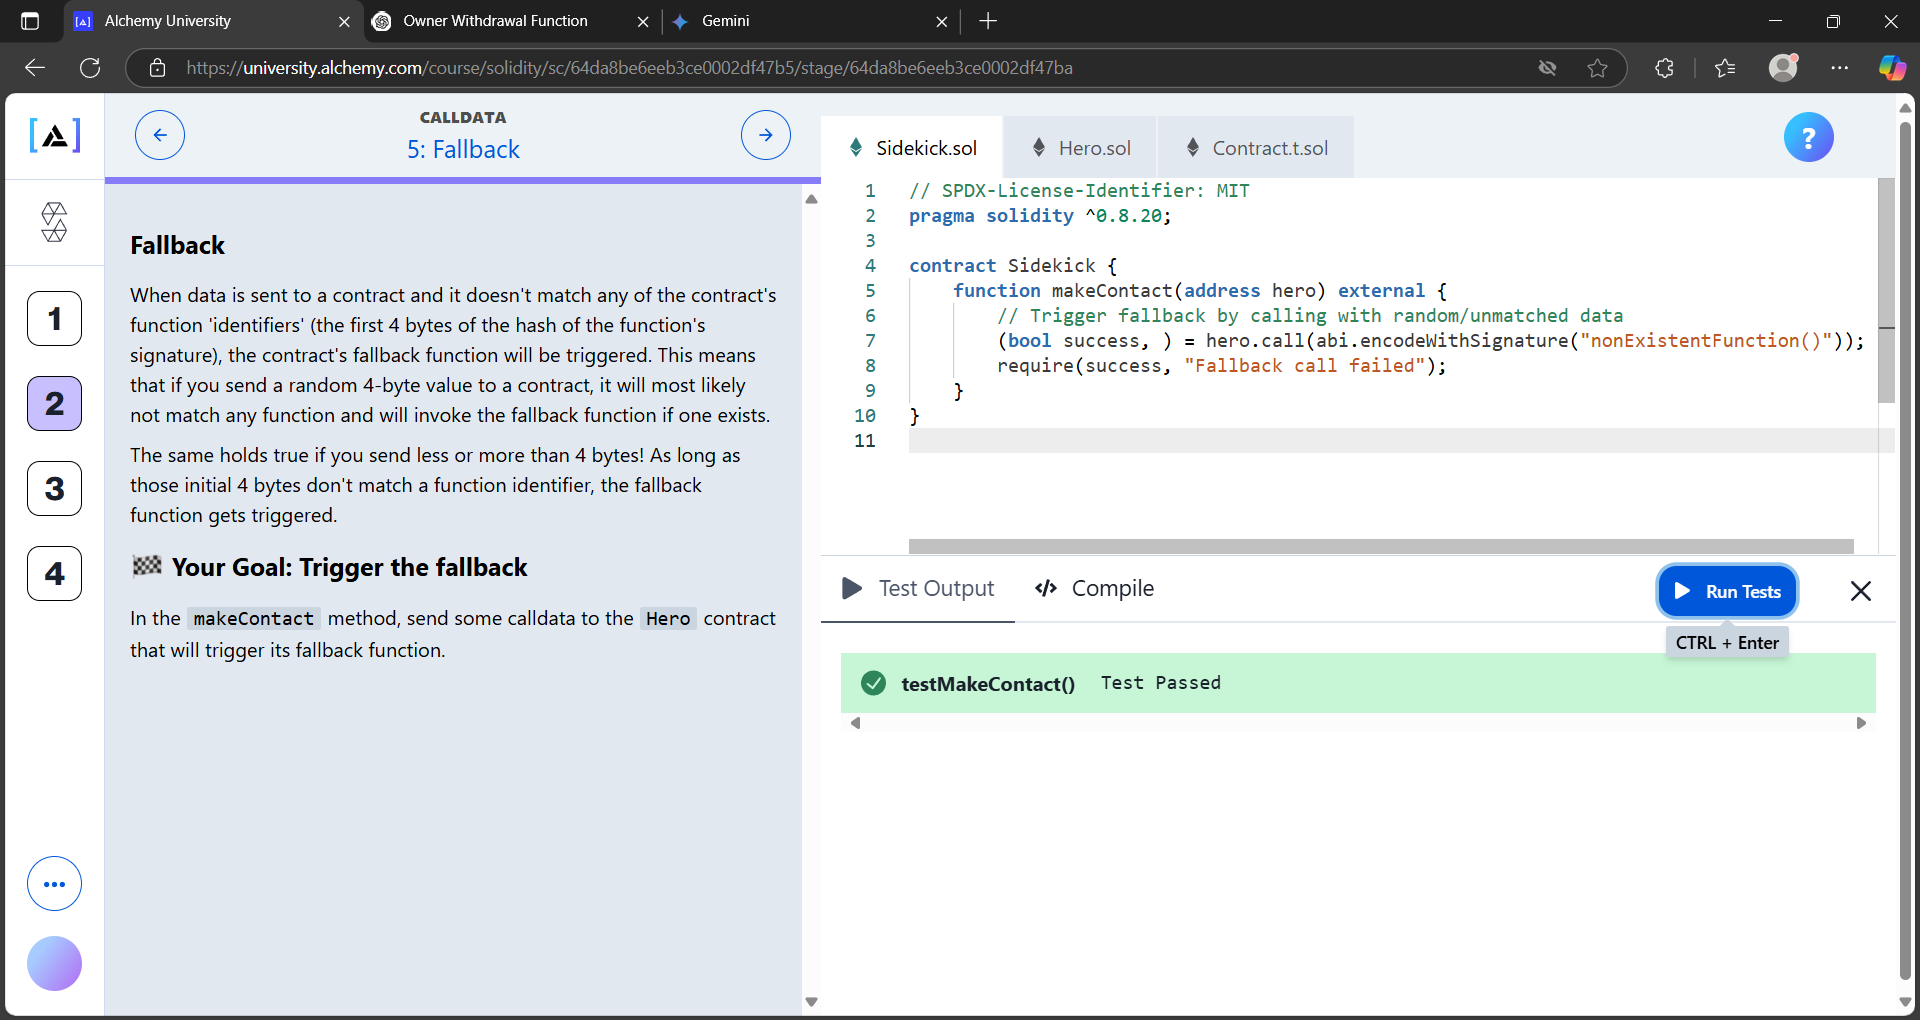 Alchemy University
Owner Withdrawal Function
Gemini
https://university.alchemy.com/course/solidity/sc/64da8be6eeb3ce0002df47b5/stage/64da8be6eeb3ce0002df47ba
CALLDATA
5: Fallback
1
2
3
4
Fallback
When data is sent to a contract and it doesn't match any of the contract's
function 'identifiers' (the first 4 bytes of the hash of the function's
signature), the contract's fallback function will be triggered. This means
that if you send a random 4-byte value to a contract, it will most likely
not match any function and will invoke the fallback function if one exists.
The same holds true if you send less or more than 4 bytes! As long as
those initial 4 bytes don't match a function identifier, the fallback
function gets triggered.
🏁 Your Goal: Trigger the fallback
In the makeContact method, send some calldata to the Hero contract
that will trigger its fallback function.
Sidekick.sol
Hero.sol
Contract.t.sol
?
1 // SPDX-License-Identifier: MIT
2 pragma solidity ^0.8.20;
3
4 contract Sidekick {
5 function makeContact(address hero) external {
6 // Trigger fallback by calling with random/unmatched data
7 (bool success, ) = hero.call(abi.encodeWithSignature("nonExistentFunction()"));
8 require(success, "Fallback call failed");
9 }
10 }
11
Test Output
Compile
Run Tests
CTRL + Enter
testMakeContact() Test Passed